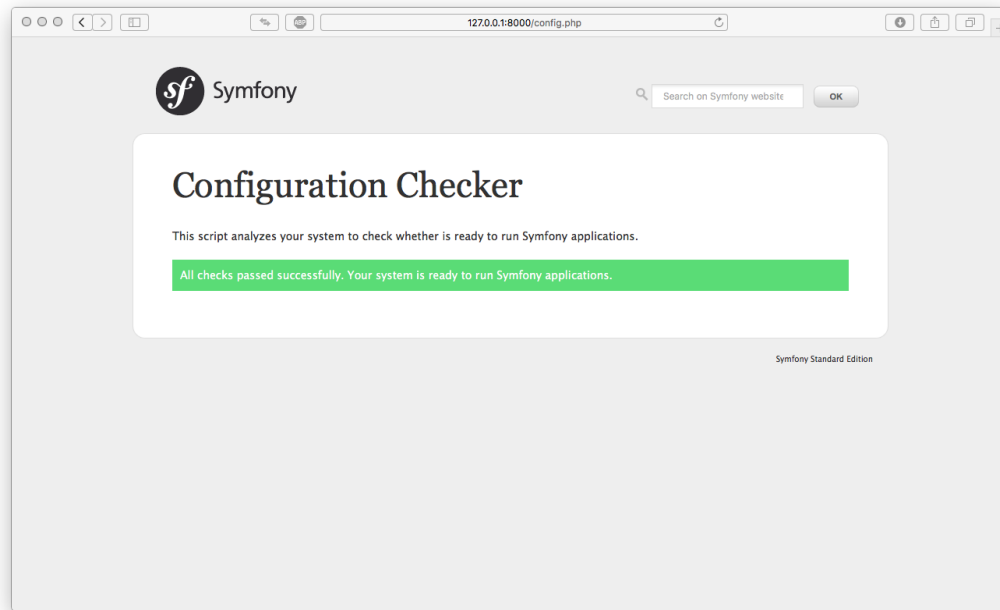 ABP
127.0.0.1:8000/config.php
sf Symfony
Search on Symfony website
OK
Configuration Checker
This script analyzes your system to check whether is ready to run Symfony applications.
All checks passed successfully. Your system is ready to run Symfony applications.
Symfony Standard Edition